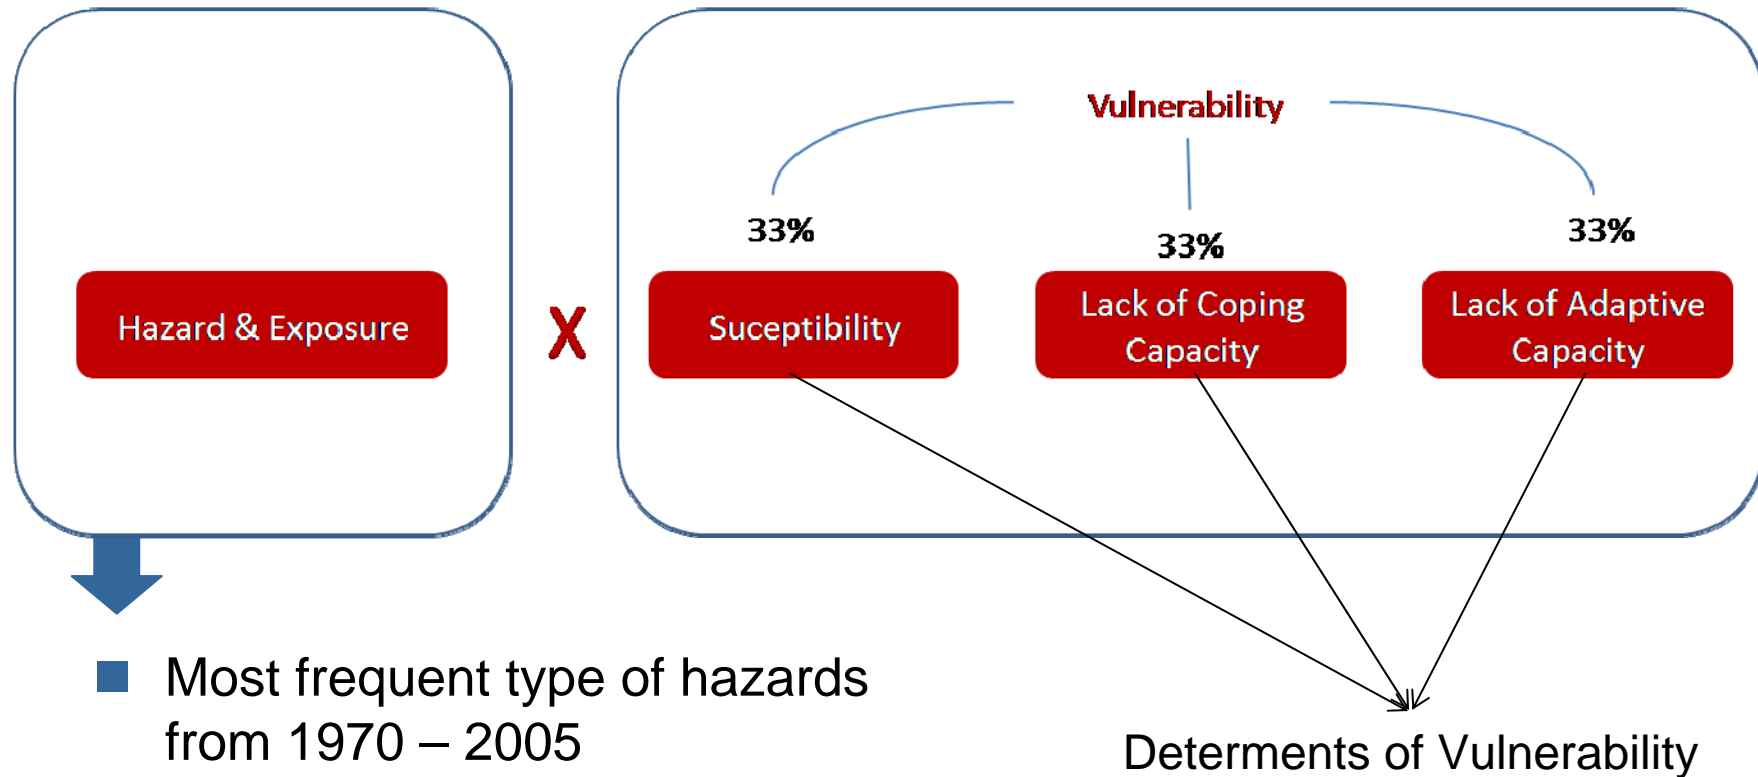 Vulnerability
33%
33%
33%
Hazard & Exposure
X
Suceptibility
Lack of Coping
Capacity
Lack of Adaptive
Capacity
Most frequent type of hazards
from 1970 – 2005
Determents of Vulnerability